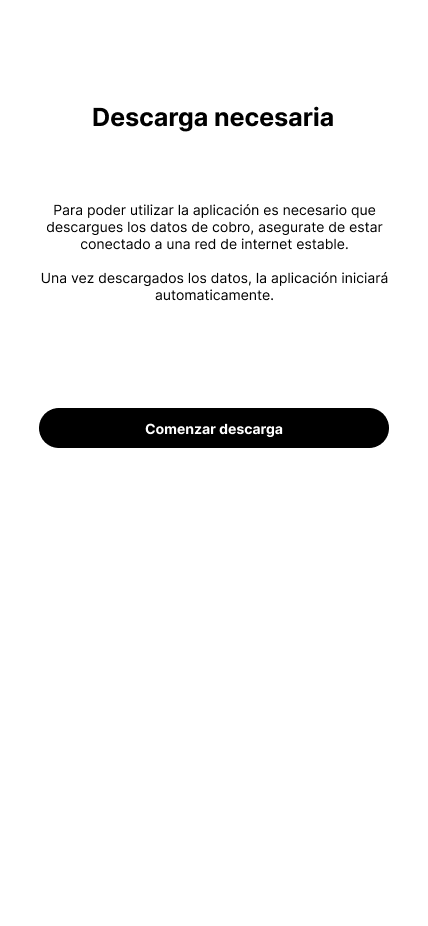 Descarga necesaria
Para poder utilizar la aplicación es necesario que
descargues los datos de cobro, asegurate de estar
conectado a una red de internet estable.
Una vez descargados los datos, la aplicación iniciará
automaticamente.
Comenzar descarga